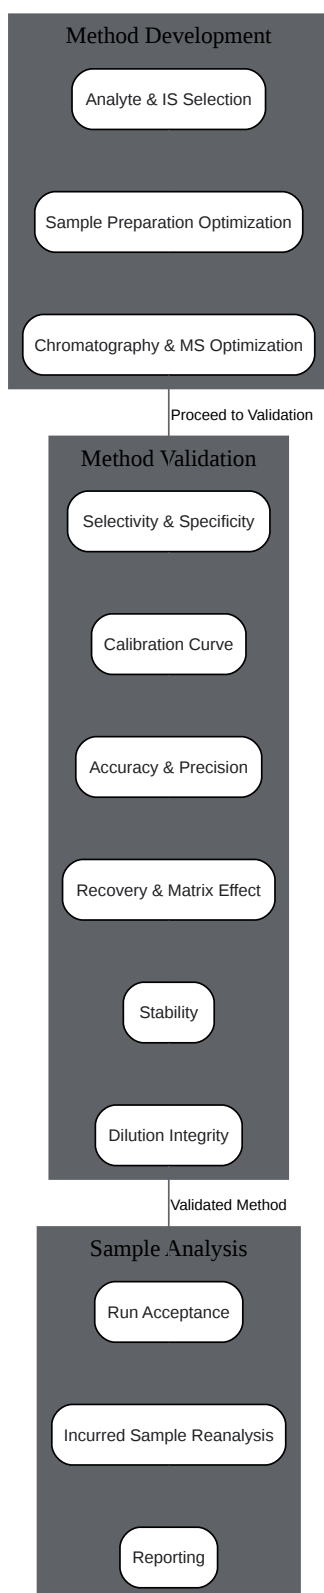 Method Development
Analyte & IS Selection
Sample Preparation Optimization
Chromatography & MS Optimization
Proceed to Validation
Method Validation
Selectivity & Specificity
Calibration Curve
Accuracy & Precision
Recovery & Matrix Effect
Stability
Dilution Integrity
Validated Method
Sample Analysis
Run Acceptance
Incurred Sample Reanalysis
Reporting